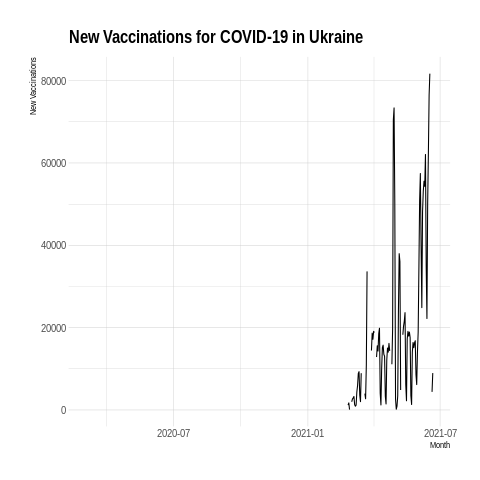 New Vaccinations for COVID-19 in Ukraine
New Vaccinations
80000
60000
40000
20000
0
2020-07
2021-01
2021-07
Month